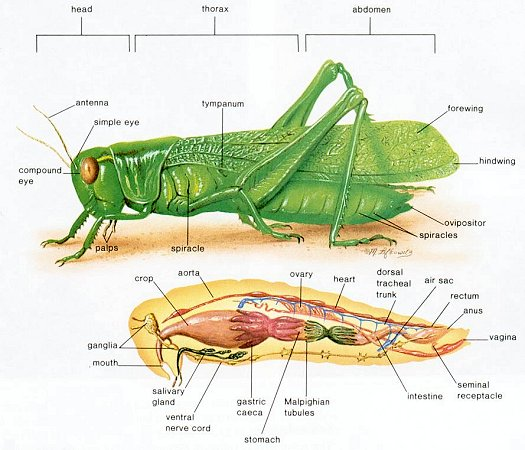 head
thorax
abdomen
antenna
simple eye
tympanum
forewing
compound
eye
hindwing
palps
spiracle
ovipositor
spiracles
crop
aorta
ovary
heart
dorsal
tracheal
trunk
air sac
rectum
anus
vagina
ganglia
mouth
salivary
gland
ventral
nerve cord
gastric
caeca
stomach
Malpighian
tubules
intestine
seminal
receptacle